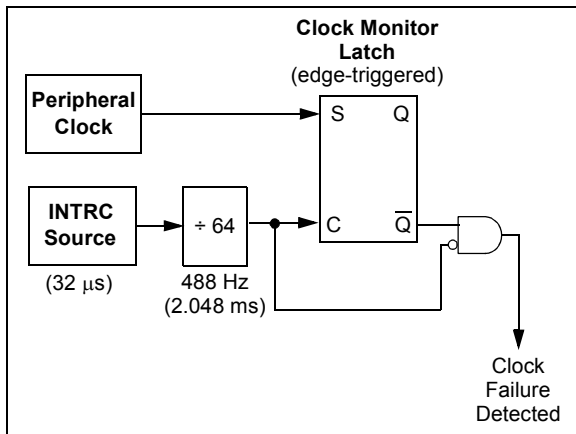 Clock Monitor
Latch
(edge-triggered)
Peripheral
Clock
S
Q
INTRC
Source
(32 μs)
÷ 64
488 Hz
(2.048 ms)
C
Q̅
Clock
Failure
Detected